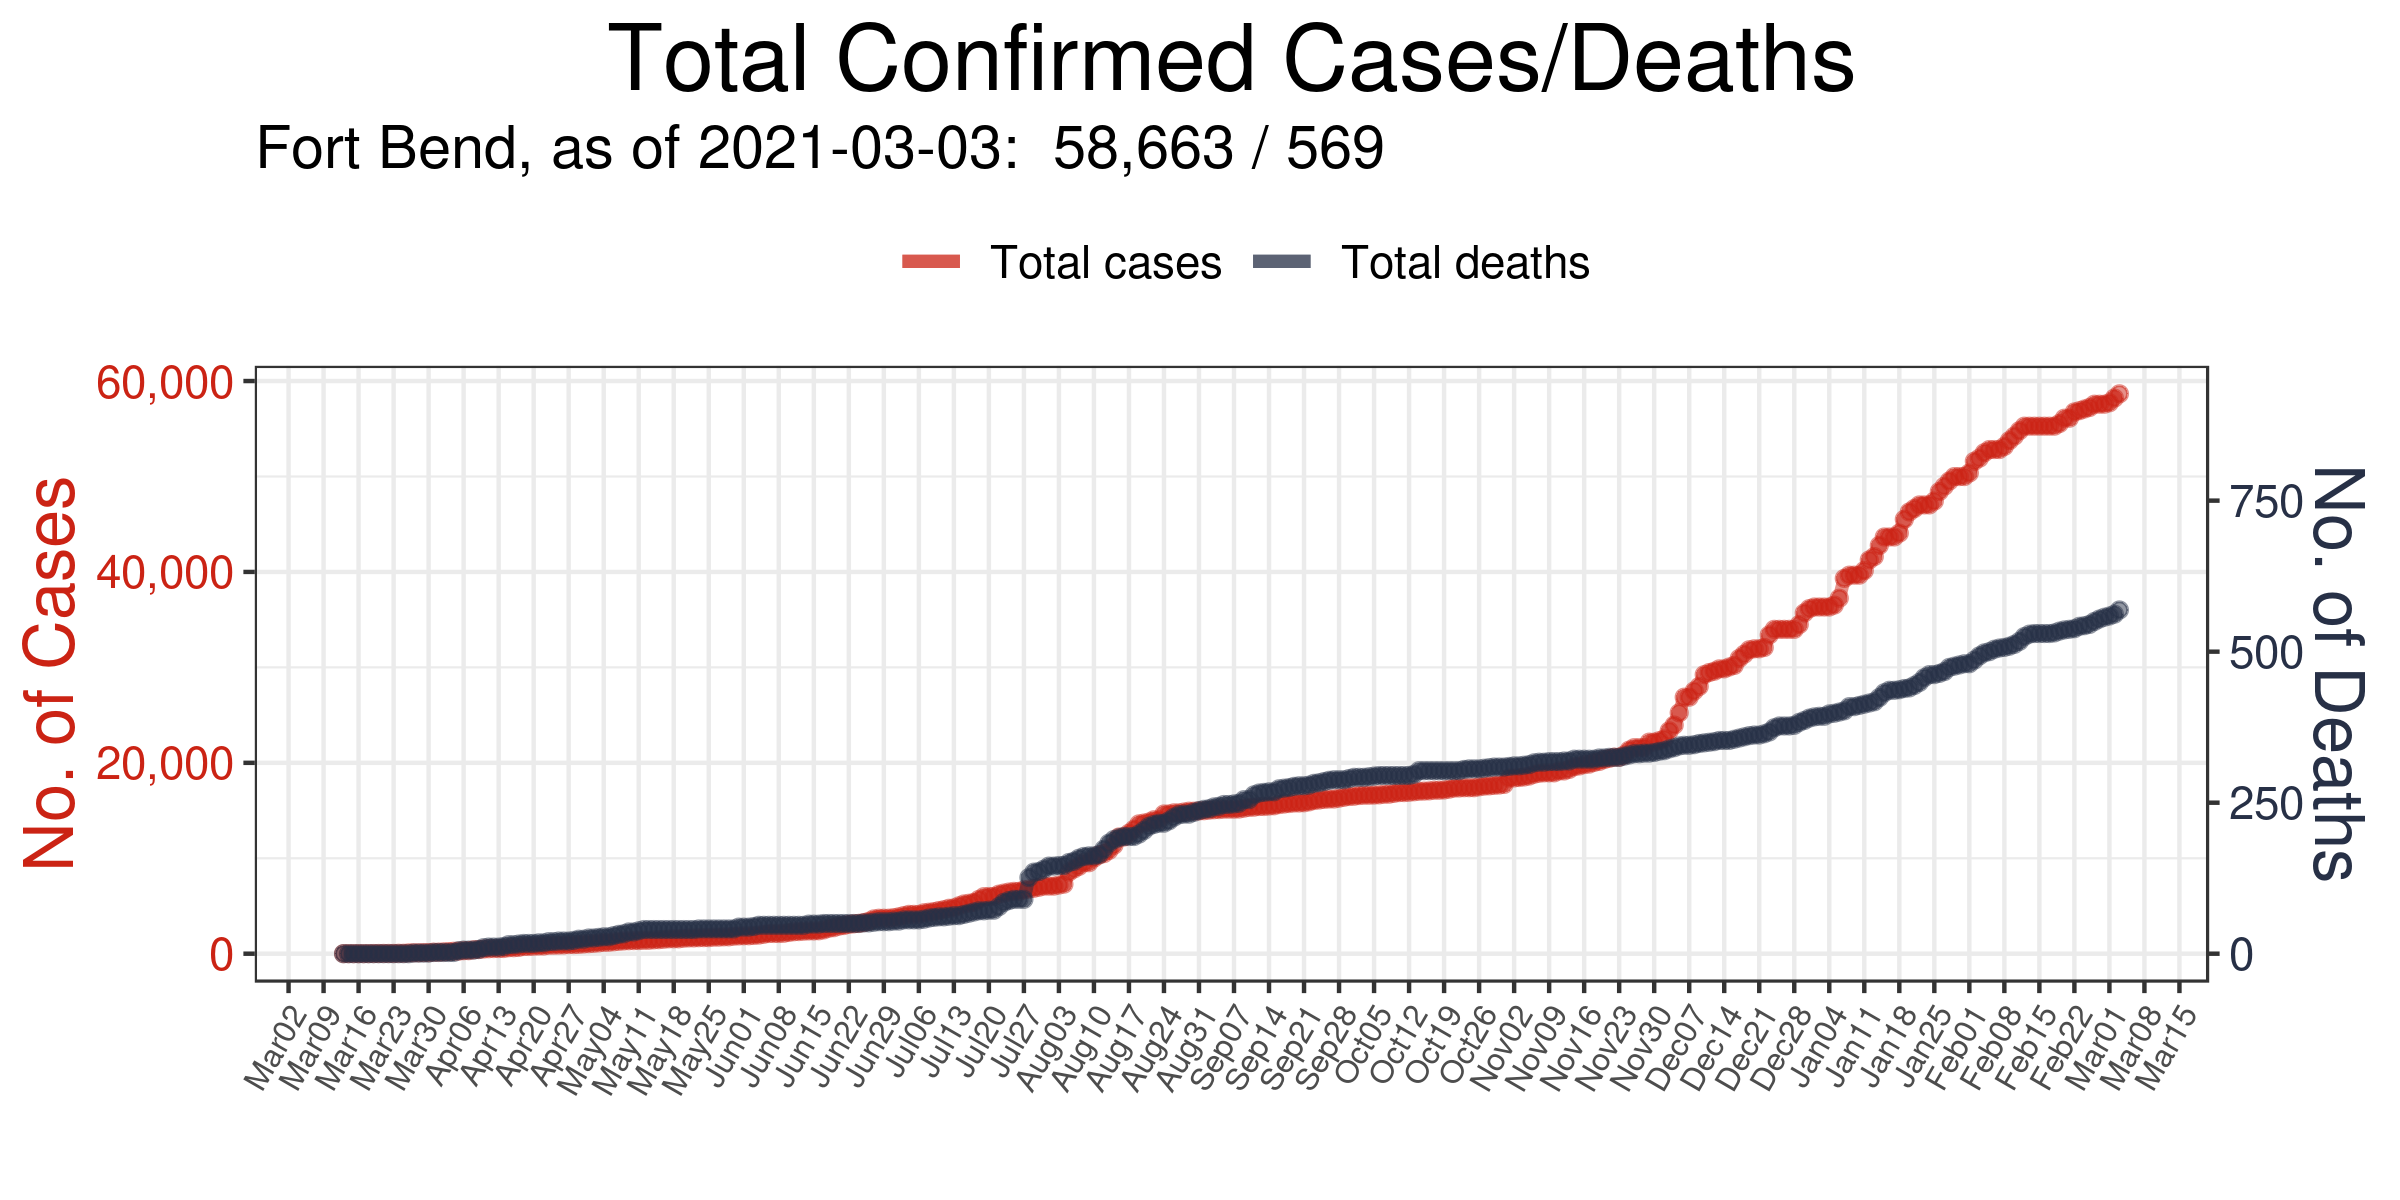 Total Confirmed Cases/Deaths
Fort Bend, as of 2021-03-03:  58,663 / 569
Total cases
Total deaths
No. of Cases
60,000
40,000
20,000
0
750
500
250
0
No. of Deaths
Mar02
Mar09
Mar16
Mar23
Mar30
Apr06
Apr13
Apr20
Apr27
May04
May11
May18
May25
Jun01
Jun08
Jun15
Jun22
Jun29
Jul06
Jul13
Jul20
Jul27
Aug03
Aug10
Aug17
Aug24
Aug31
Sep07
Sep14
Sep21
Sep28
Oct05
Oct12
Oct19
Oct26
Nov02
Nov09
Nov16
Nov23
Nov30
Dec07
Dec14
Dec21
Dec28
Jan04
Jan11
Jan18
Jan25
Feb01
Feb08
Feb15
Feb22
Mar01
Mar08
Mar15